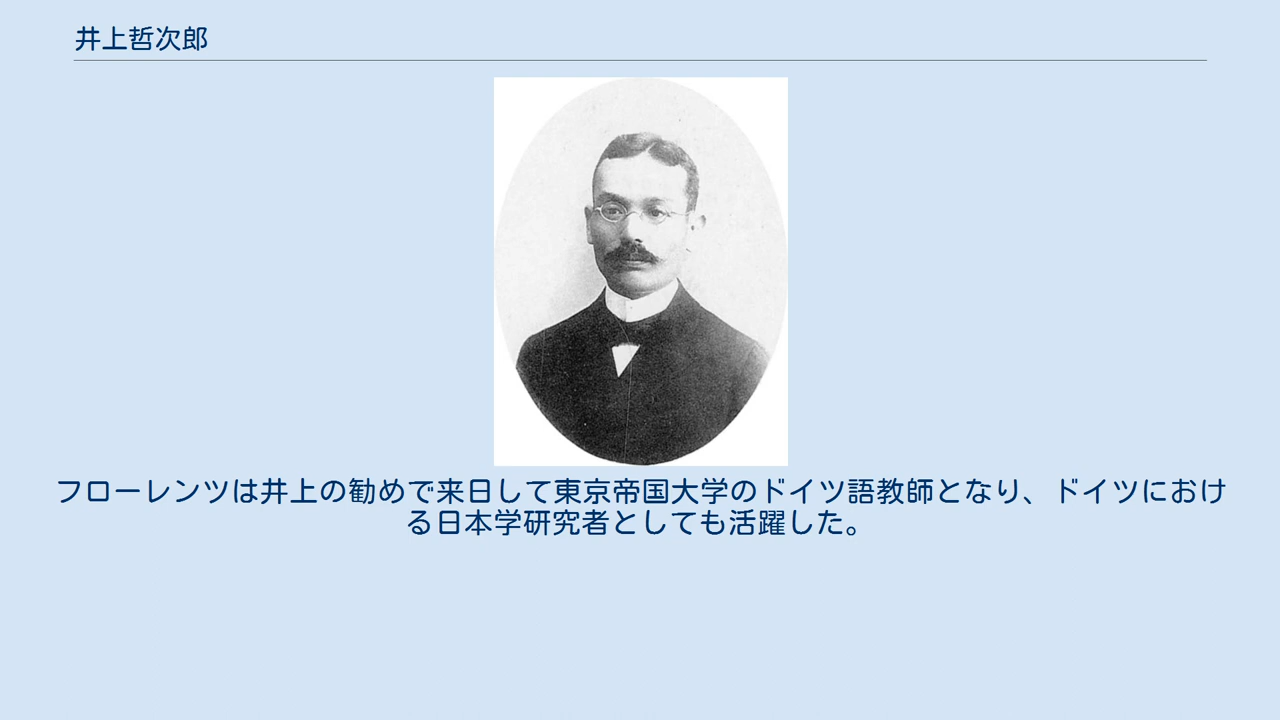 井上哲次郎
フローレンツは井上の勧めで来日して東京帝国大学のドイツ語教師となり、ドイツにおけ
る日本学研究者としても活躍した。